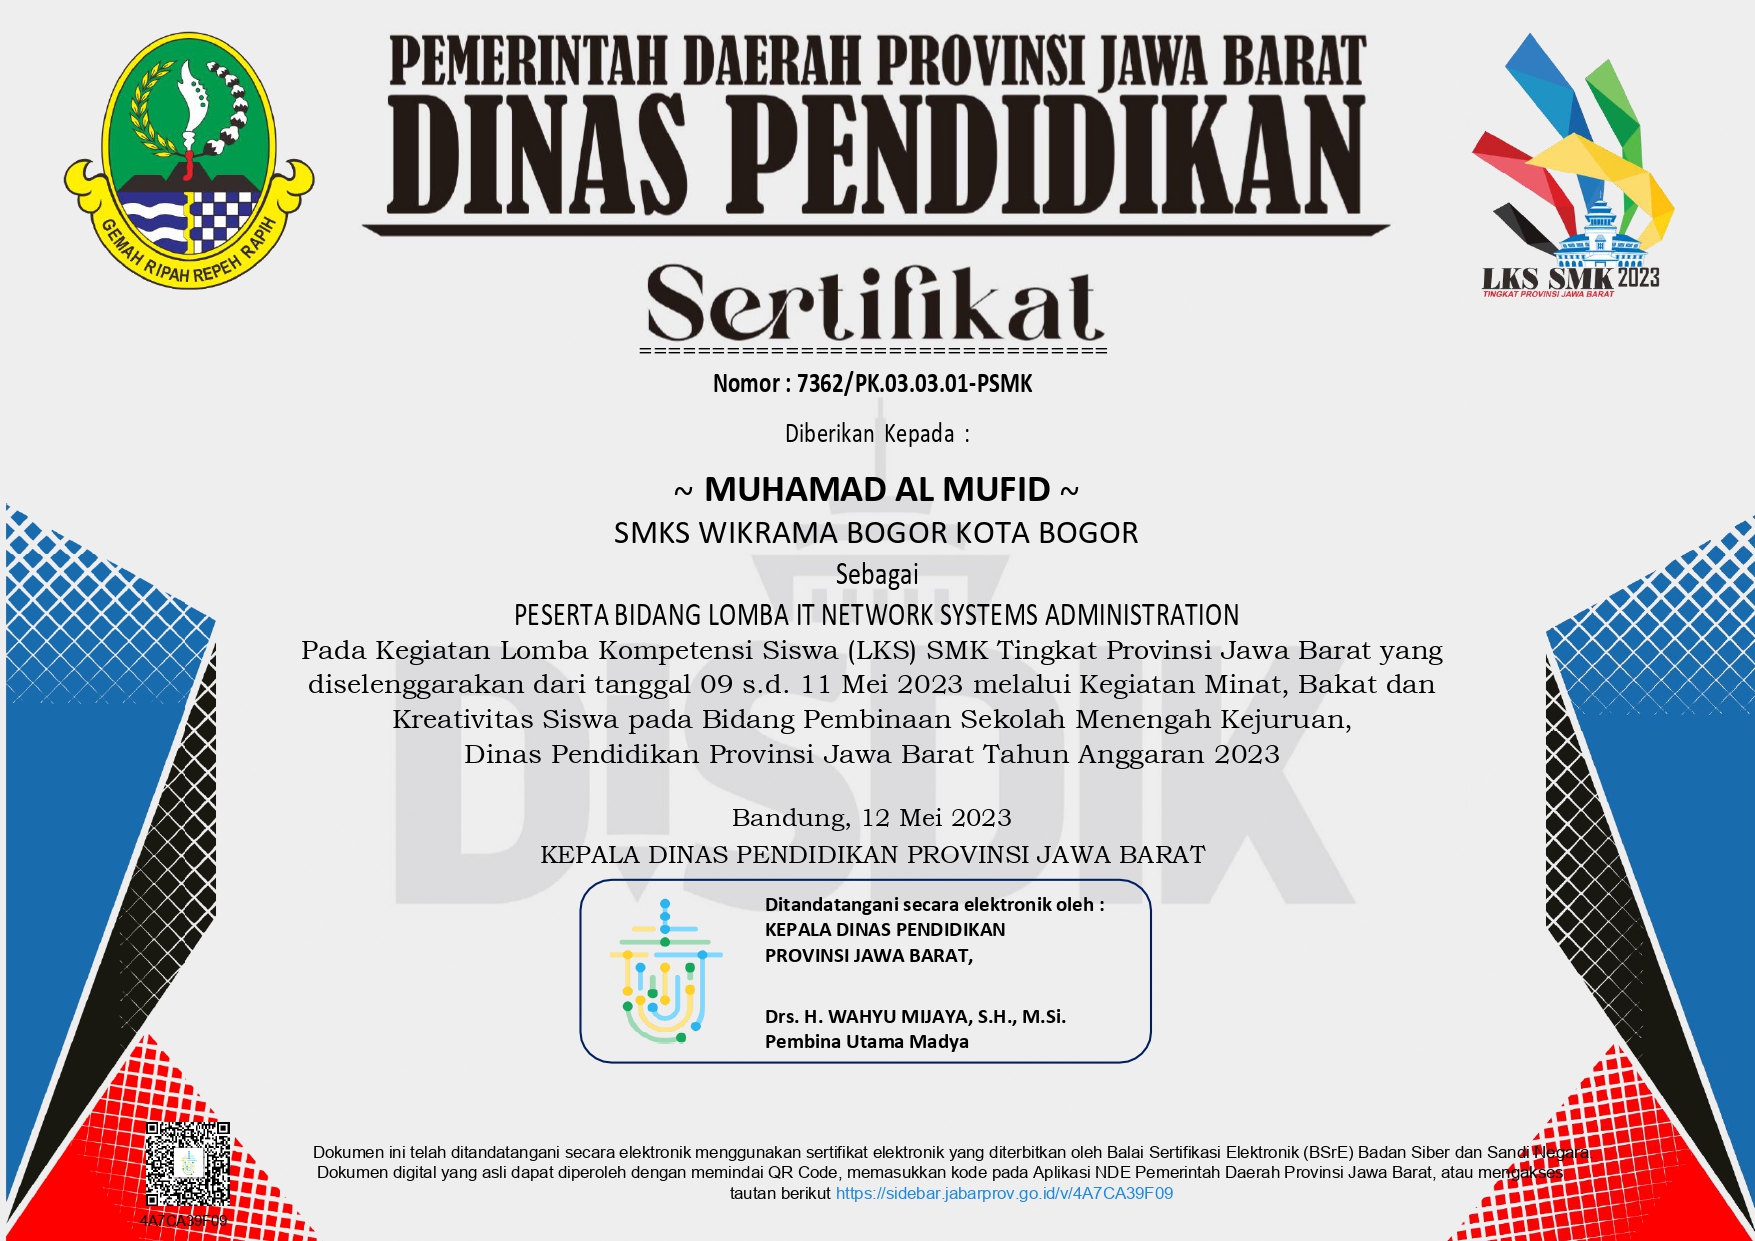 PEMERINTAH DAERAH PROVINSI JAWA BARAT
DINAS PENDIDIKAN
GEMAH RIPAH REPEH RAPIH
LKS SMK 2023
TINGKAT PROVINSI JAWA BARAT
Sertifikat
================================
Nomor : 7362/PK.03.03.01-PSMK
Diberikan Kepada :
~ MUHAMAD AL MUFID ~
SMKS WIKRAMA BOGOR KOTA BOGOR
Sebagai
PESERTA BIDANG LOMBA IT NETWORK SYSTEMS ADMINISTRATION
Pada Kegiatan Lomba Kompetensi Siswa (LKS) SMK Tingkat Provinsi Jawa Barat yang
diselenggarakan dari tanggal 09 s.d. 11 Mei 2023 melalui Kegiatan Minat, Bakat dan
Kreativitas Siswa pada Bidang Pembinaan Sekolah Menengah Kejuruan,
Dinas Pendidikan Provinsi Jawa Barat Tahun Anggaran 2023
DISDIK
Bandung, 12 Mei 2023
KEPALA DINAS PENDIDIKAN PROVINSI JAWA BARAT
Ditandatangani secara elektronik oleh :
KEPALA DINAS PENDIDIKAN
PROVINSI JAWA BARAT,
Drs. H. WAHYU MIJAYA, S.H., M.Si.
Pembina Utama Madya
Dokumen ini telah ditandatangani secara elektronik menggunakan sertifikat elektronik yang diterbitkan oleh Balai Sertifikasi Elektronik (BSrE) Badan Siber dan Sandi Negara.
Dokumen digital yang asli dapat diperoleh dengan memindai QR Code, memasukkan kode pada Aplikasi NDE Pemerintah Daerah Provinsi Jawa Barat, atau mengakses
tautan berikut https://sidebar.jabarprov.go.id/v/4A7CA39F09
4A7CA39F09